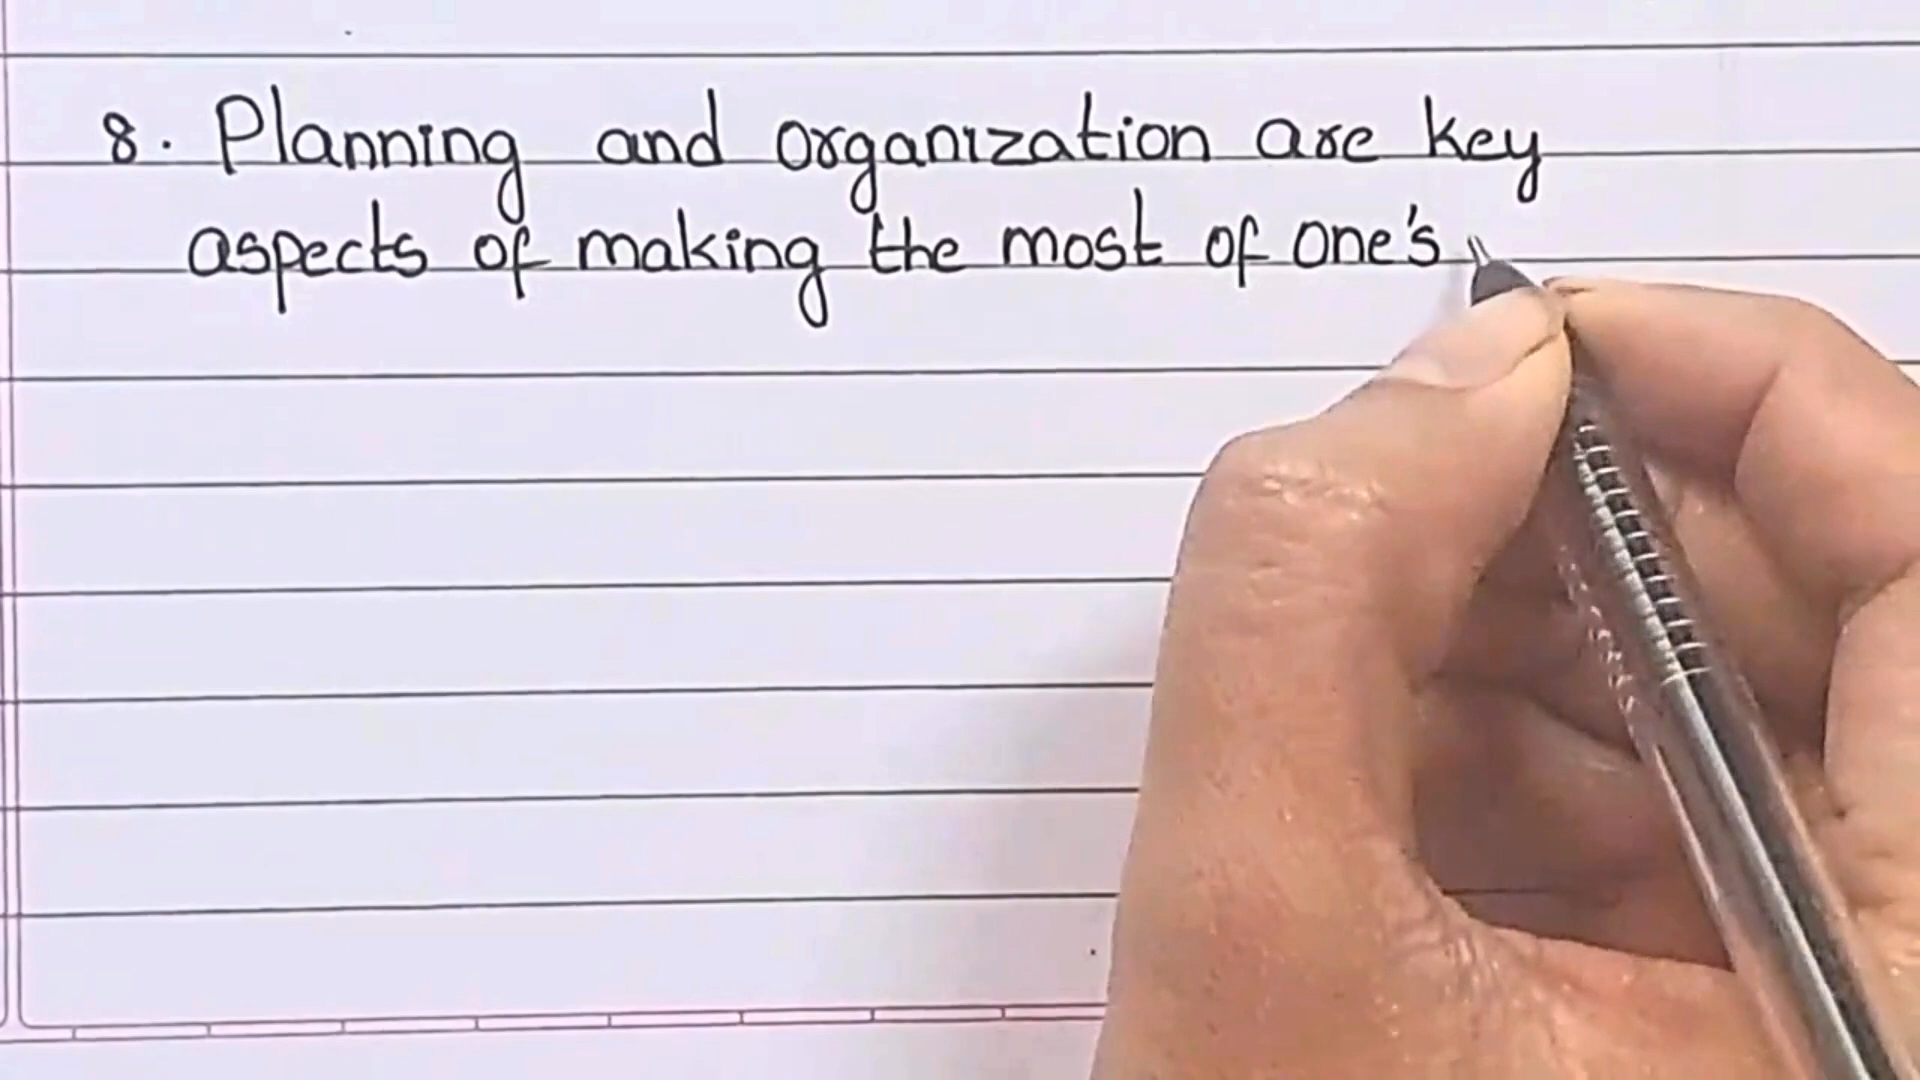 8. Planning and organization are key
aspects of making the most of one's